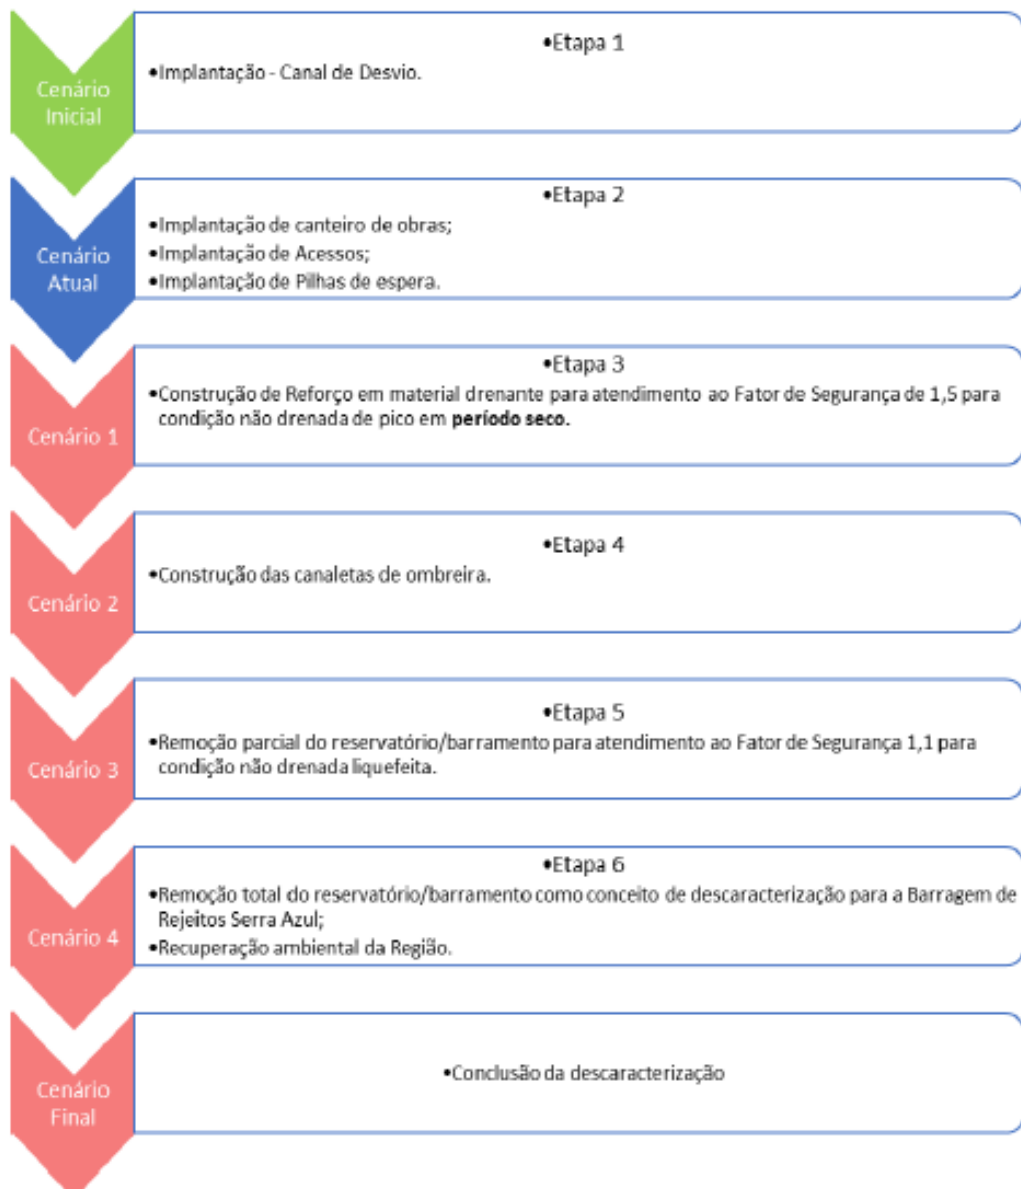 Cenário
Inicial
•Etapa 1
•Implantação - Canal de Desvio.
Cenário
Atual
•Etapa 2
•Implantação de canteiro de obras;
•Implantação de Acessos;
•Implantação de Pilhas de espera.
Cenário 1
•Etapa 3
•Construção de Reforço em material drenante para atendimento ao Fator de Segurança de 1,5 para
condição não drenada de pico em período seco.
Cenário 2
•Etapa 4
•Construção das canaletas de ombreira.
Cenário 3
•Etapa 5
•Remoção parcial do reservatório/barramento para atendimento ao Fator de Segurança 1,1 para
condição não drenada liquefeita.
Cenário 4
•Etapa 6
•Remoção total do reservatório/barramento como conceito de descaracterização para a Barragem de
Rejeitos Serra Azul;
•Recuperação ambiental da Região.
Cenário
Final
•Conclusão da descaracterização